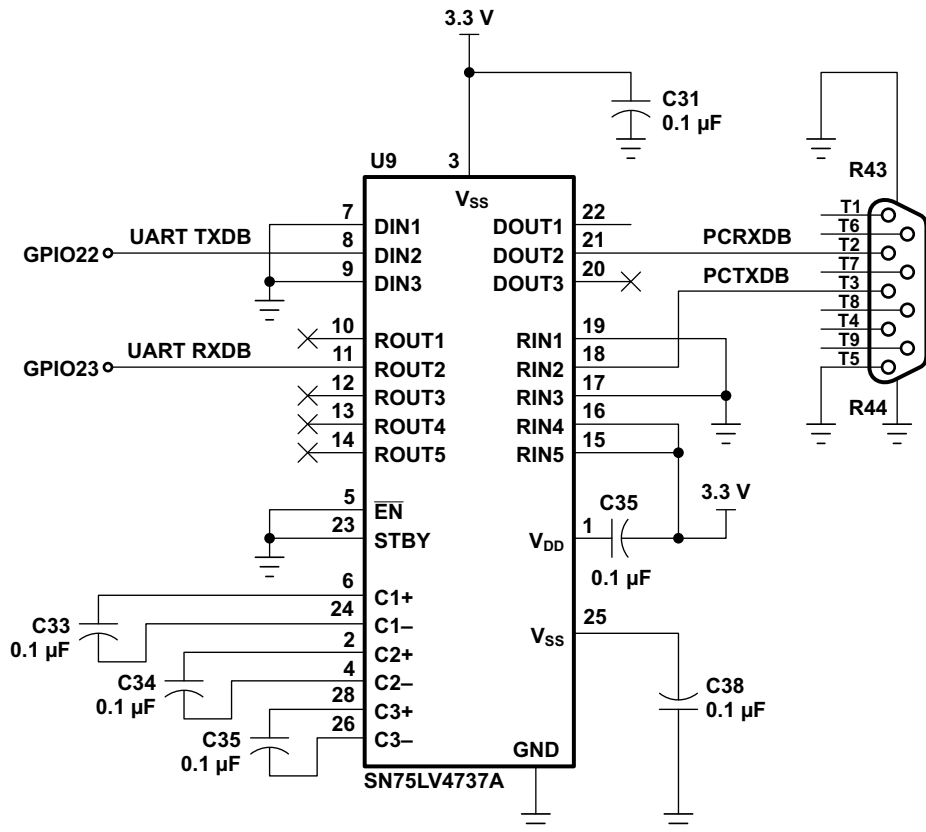 3.3 V
C31
0.1 µF
U9
3
R43
VSS
7
DIN1
DOUT1
22
T1
T6
UART TXDB
8
DIN2
DOUT2
21
PCRXDB
T2
GPIO22
9
DIN3
DOUT3
20
PCTXDB
T7
T3
T8
10
ROUT1
RIN1
19
T4
UART RXDB
11
ROUT2
RIN2
18
T9
GPIO23
T5
12
ROUT3
RIN3
17
13
ROUT4
RIN4
16
R44
14
ROUT5
RIN5
15
5
EN
C35
3.3 V
23
STBY
VDD
1
0.1 µF
6
C1+
C33
0.1 µF
24
C1–
VSS
25
2
C2+
C34
0.1 µF
4
C2–
C38
0.1 µF
28
C3+
C35
0.1 µF
26
C3–
GND
SN75LV4737A